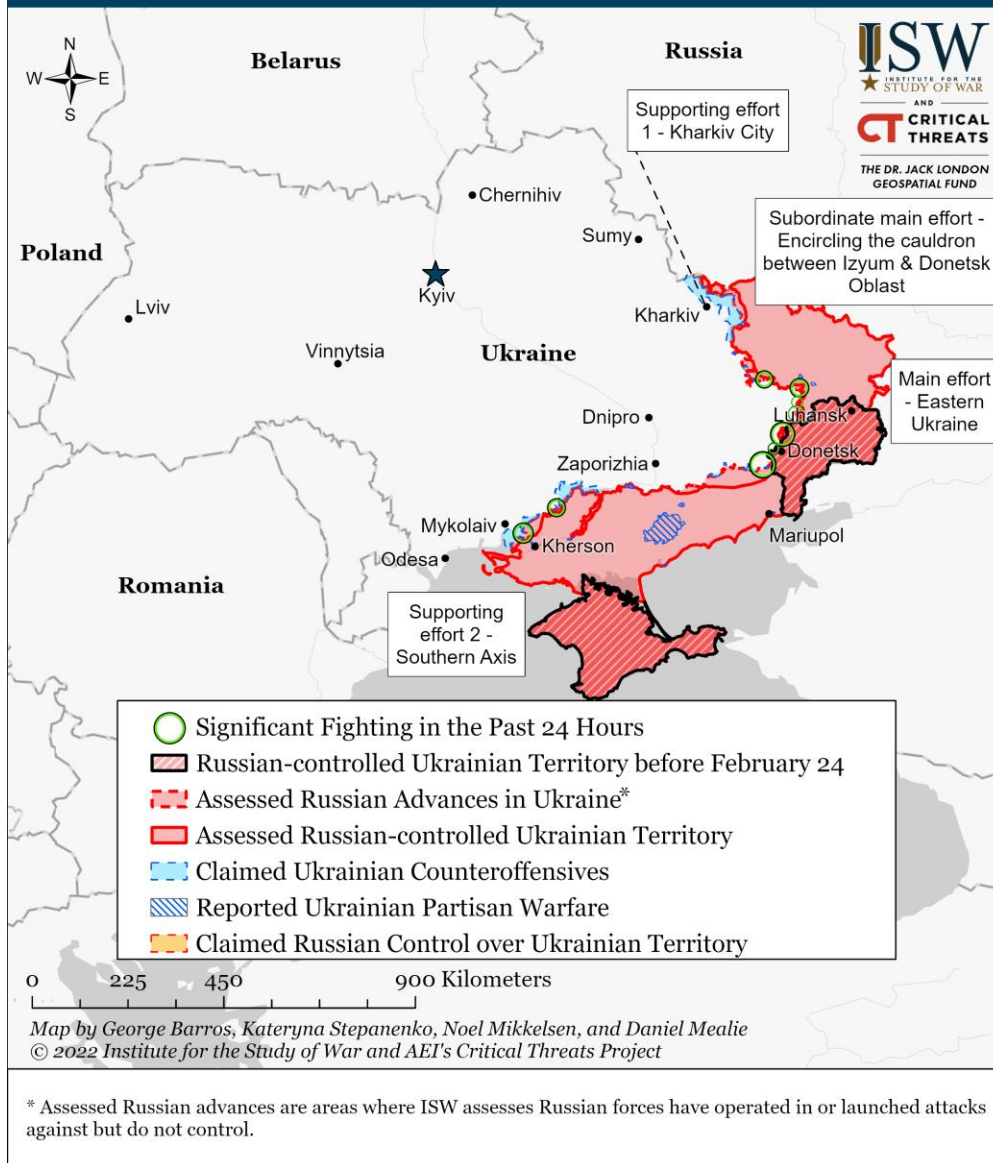 N
W
E
S
Belarus
Russia
ISW
INSTITUTE FOR THE
STUDY OF WAR
AND
CT CRITICAL
THREATS
THE DR. JACK LONDON
GEOSPATIAL FUND
Supporting effort
1 - Kharkiv City
Chernihiv
Subordinate main effort -
Encircling the cauldron
between Izyum & Donetsk
Oblast
Sumy
Poland
Kyiv
Lviv
Kharkiv
Vinnytsia
Ukraine
Main effort
- Eastern
Ukraine
Dnipro
Luhansk
Donetsk
Zaporizhia
Mykolaiv
Mariupol
Kherson
Odesa
Romania
Supporting
effort 2 -
Southern Axis
Significant Fighting in the Past 24 Hours
Russian-controlled Ukrainian Territory before February 24
Assessed Russian Advances in Ukraine*
Assessed Russian-controlled Ukrainian Territory
Claimed Ukrainian Counteroffensives
Reported Ukrainian Partisan Warfare
Claimed Russian Control over Ukrainian Territory
0 225 450 900 Kilometers
Map by George Barros, Kateryna Stepanenko, Noel Mikkelsen, and Daniel Mealie
© 2022 Institute for the Study of War and AEI's Critical Threats Project
* Assessed Russian advances are areas where ISW assesses Russian forces have operated in or launched attacks
against but do not control.